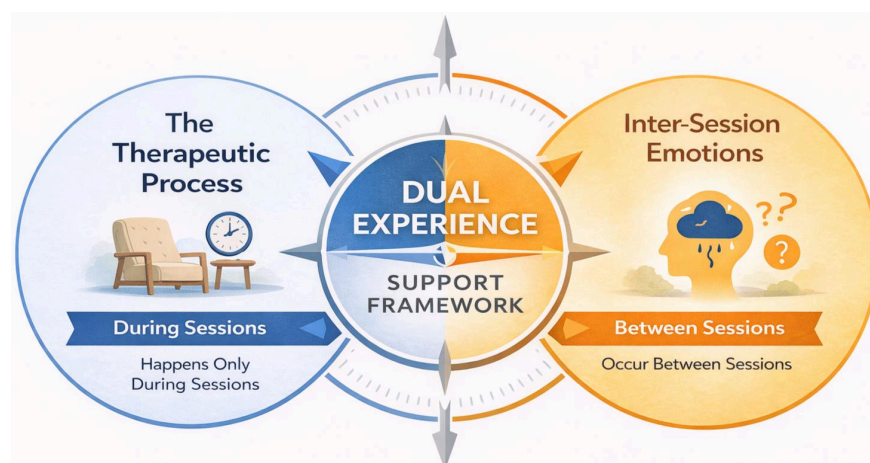 The
Therapeutic
Process
During Sessions
Happens Only
During Sessions
DUAL
EXPERIENCE
SUPPORT
FRAMEWORK
Inter-Session
Emotions
???
Between Sessions
Occur Between Sessions